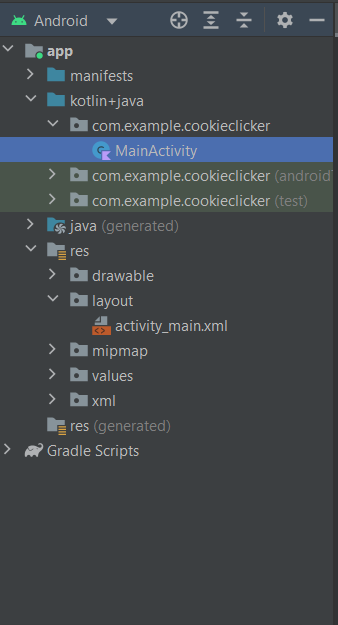 Android
app
manifests
kotlin+java
com.example.cookieclicker
MainActivity
com.example.cookieclicker (android
com.example.cookieclicker (test)
java (generated)
res
drawable
layout
activity_main.xml
mipmap
values
xml
res (generated)
Gradle Scripts